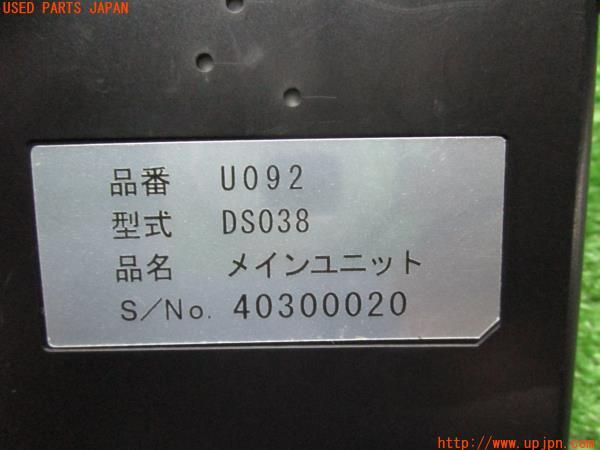 USED PARTS JAPAN
品番 U092
型式 DS038
品名 メインユニット
S/No. 40300020
http://www.upjpn.com/